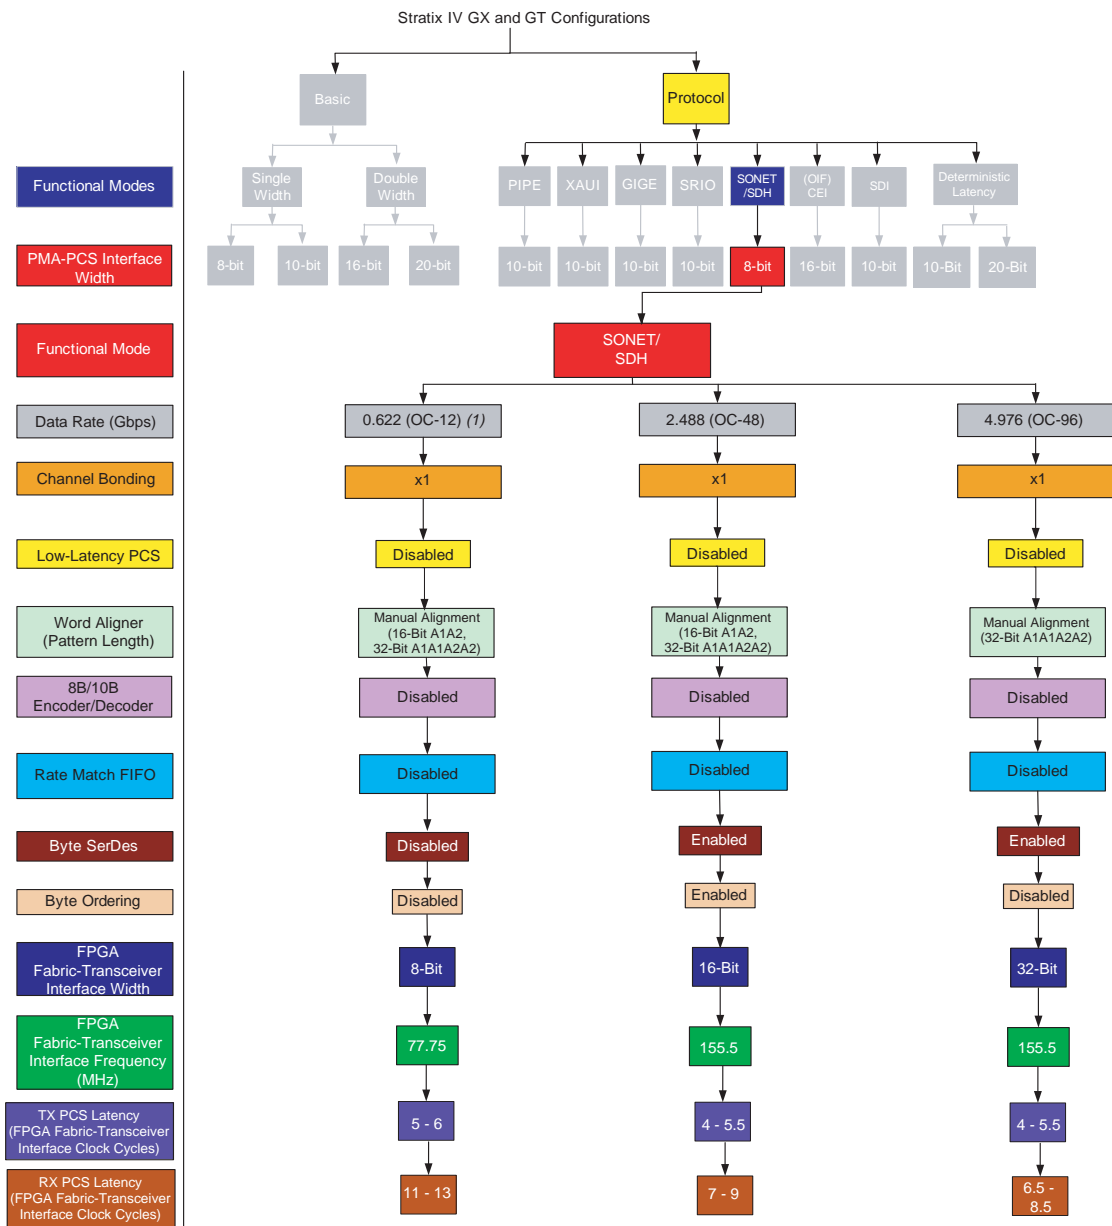 Stratix IV GX and GT Configurations
Basic
Protocol
Functional Modes
Single
Width
Double
Width
PIPE
XAUI
GIGE
SRIO
SONET
/SDH
(OIF)
CEI
SDI
Deterministic
Latency
PMA-PCS Interface
Width
8-bit
10-bit
16-bit
20-bit
10-bit
10-bit
10-bit
10-bit
8-bit
16-bit
10-bit
10-Bit
20-Bit
Functional Mode
SONET/
SDH
Data Rate (Gbps)
0.622 (OC-12) (1)
2.488 (OC-48)
4.976 (OC-96)
Channel Bonding
x1
x1
x1
Low-Latency PCS
Disabled
Disabled
Disabled
Word Aligner
(Pattern Length)
Manual Alignment
(16-Bit A1A2,
32-Bit A1A1A2A2)
Manual Alignment
(16-Bit A1A2,
32-Bit A1A1A2A2)
Manual Alignment
(32-Bit A1A1A2A2)
8B/10B
Encoder/Decoder
Disabled
Disabled
Disabled
Rate Match FIFO
Disabled
Disabled
Disabled
Byte SerDes
Disabled
Enabled
Enabled
Byte Ordering
Disabled
Enabled
Disabled
FPGA
Fabric-Transceiver
Interface Width
8-Bit
16-Bit
32-Bit
FPGA
Fabric-Transceiver
Interface Frequency
(MHz)
77.75
155.5
155.5
TX PCS Latency
(FPGA Fabric-Transceiver
Interface Clock Cycles)
5 - 6
4 - 5.5
4 - 5.5
RX PCS Latency
(FPGA Fabric-Transceiver
Interface Clock Cycles)
11 - 13
7 - 9
6.5 -
8.5